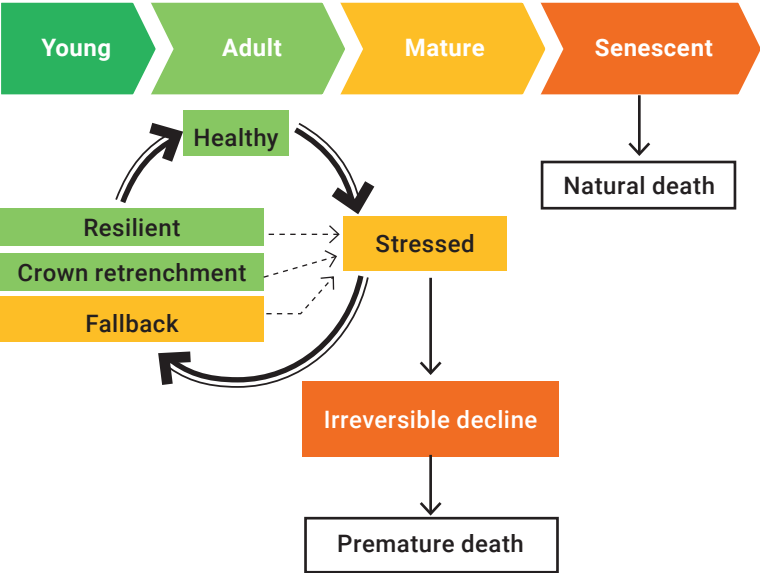 Young
Adult
Mature
Senescent
Healthy
Natural death
Resilient
Stressed
Crown retrenchment
Fallback
Irreversible decline
Premature death